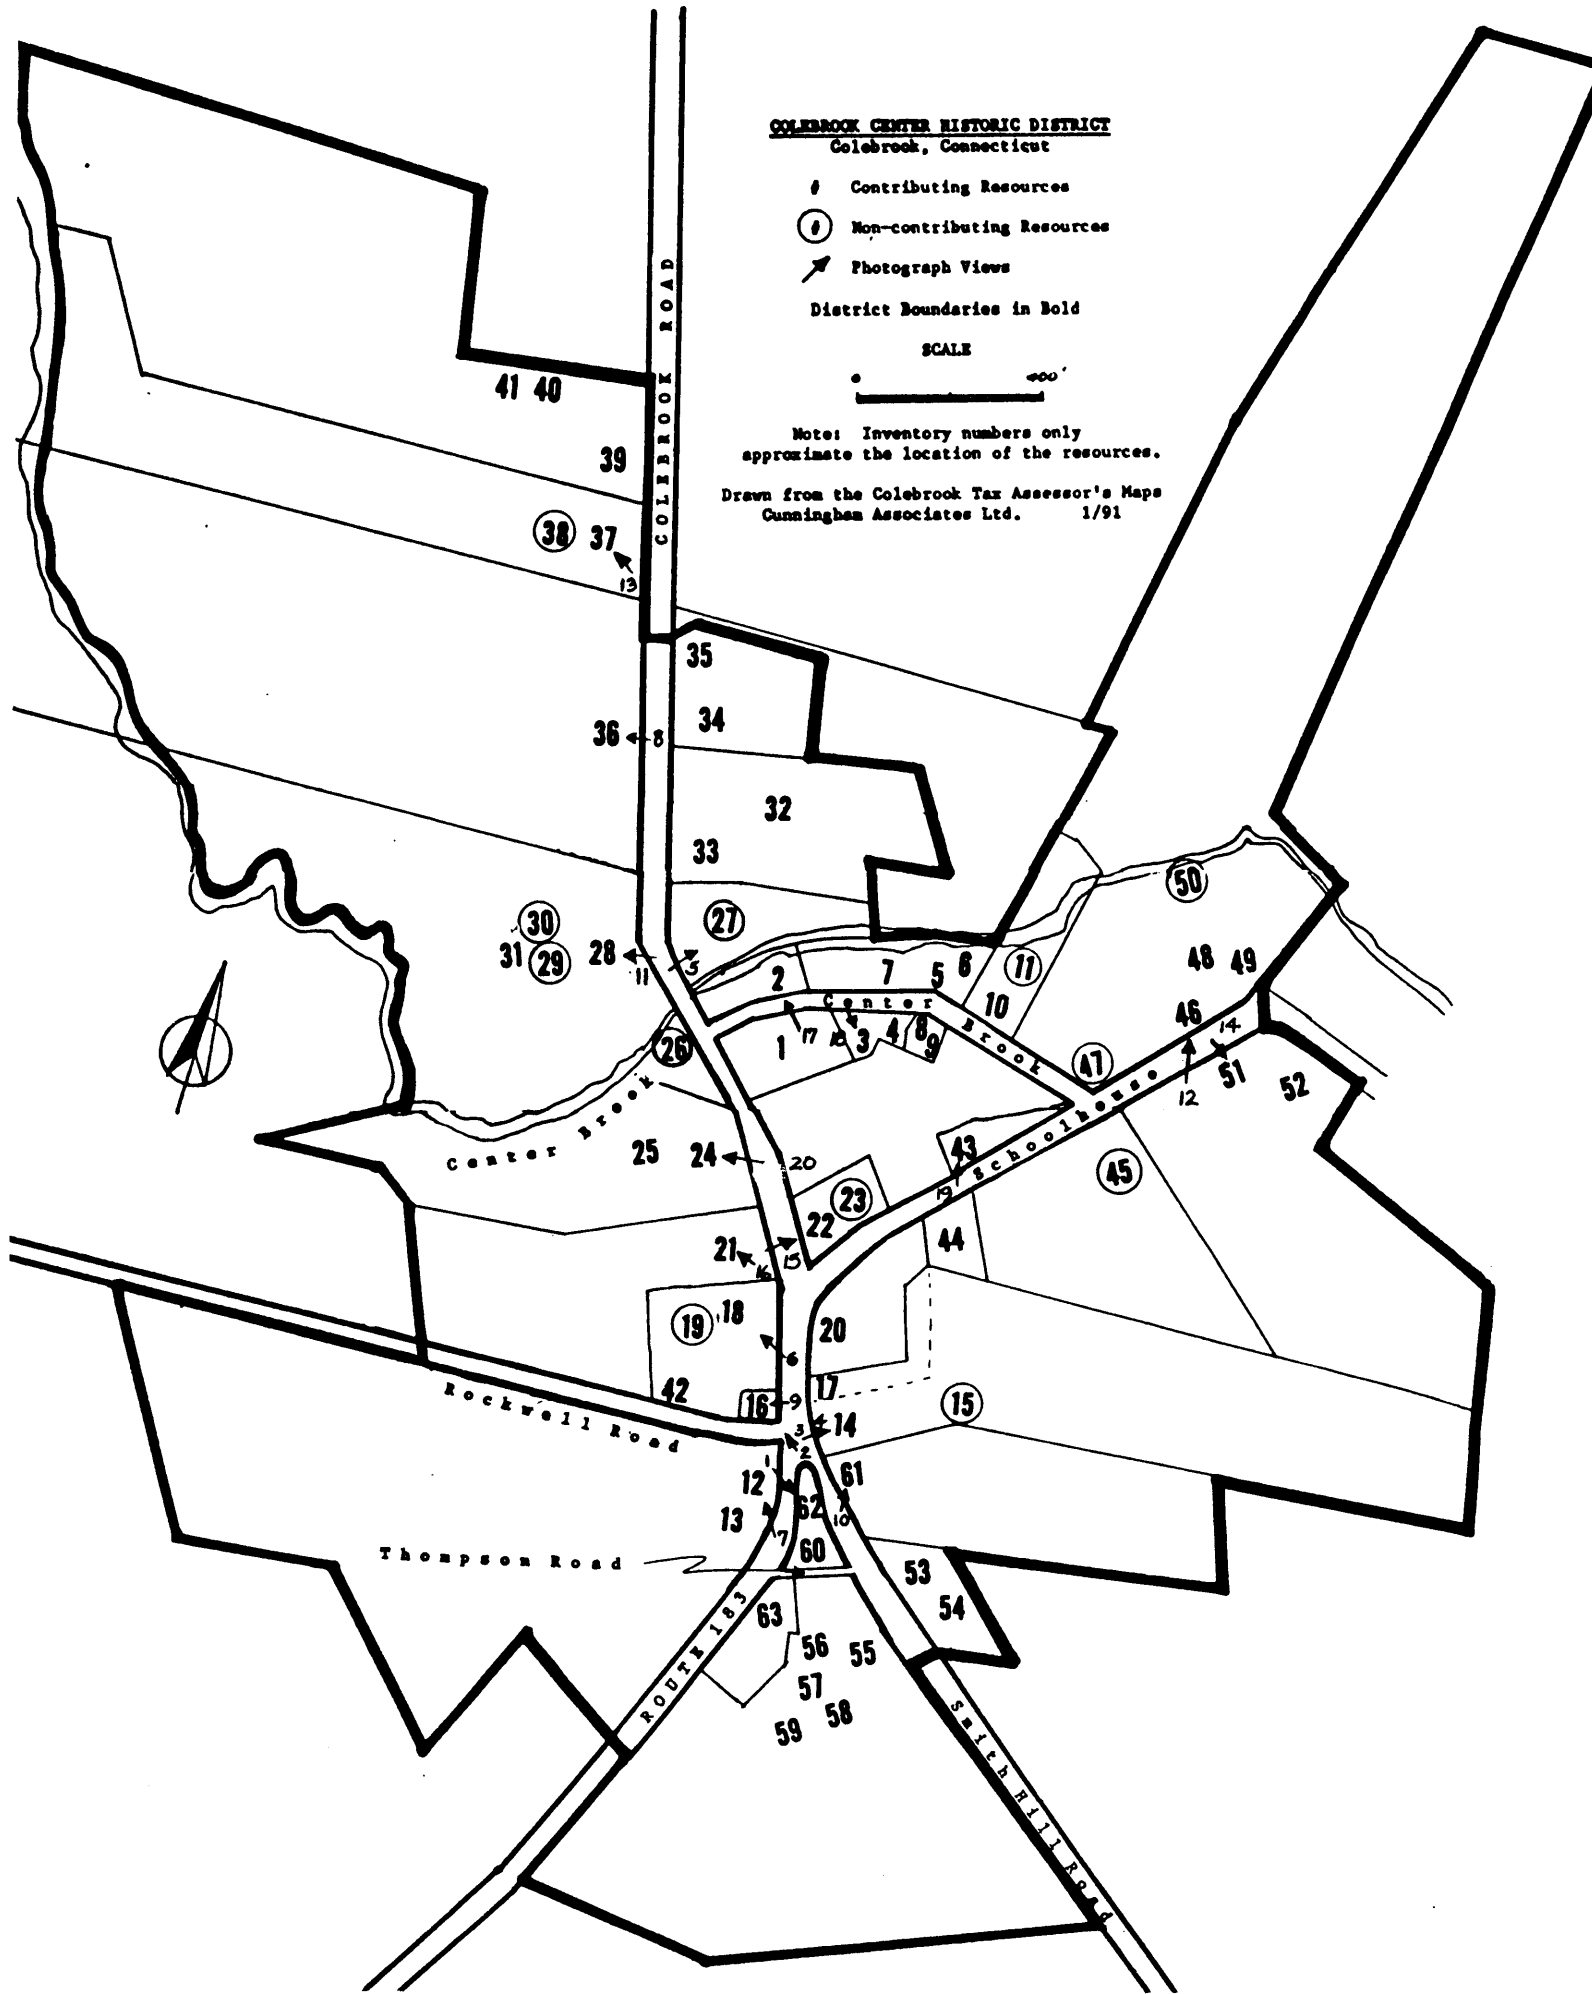 COLEBROOK CENTER HISTORIC DISTRICT
Colebrook, Connecticut
# Contributing Resources
# Non-contributing Resources
Photograph Views
District Boundaries in Bold
SCALE
0 400'
Note: Inventory numbers only
approximate the location of the resources.
Drawn from the Colebrook Tax Assessor's Maps
Cunningham Associates Ltd. 1/91
COLEBROOK ROAD
41 40
39
38 37
13
35
34
36 8
32
33
30 27
31 29 28 11 5
50
48 49
2 7 5 6 11
10
Center Brook
17 18
26 1 3 4 8 9
46 14
47
12 51 52
Schoolhouse
Center Brook
25 24 20
43
19
45
23
22
44
21 15
16
19 18
20
6
42 16 9 17
15
Rockwell Road
3 4 14
2
1
12 61
62
13 7 10
60
Thompson Road
53
54
ROUTE 183
63
56 55
57
58
59
Smith Hill Road